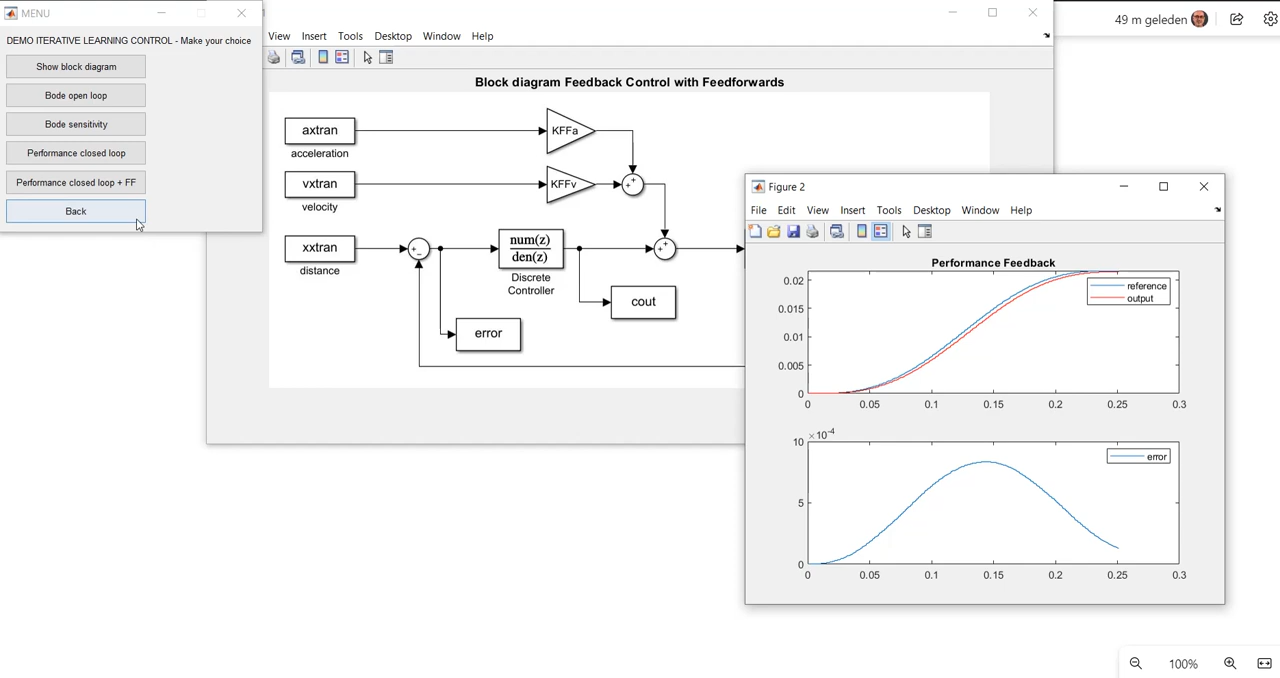 MENU
DEMO ITERATIVE LEARNING CONTROL - Make your choice
Show block diagram
Bode open loop
Bode sensitivity
Performance closed loop
Performance closed loop + FF
Back
View Insert Tools Desktop Window Help
49 m geleden
Block diagram Feedback Control with Feedforwards
axtran
acceleration
KFFa
vxtran
velocity
KFFv
xxtran
distance
num(z)
den(z)
Discrete
Controller
cout
error
Figure 2
File Edit View Insert Tools Desktop Window Help
Performance Feedback
reference
output
0.02
0.015
0.01
0.005
0
0 0.05 0.1 0.15 0.2 0.25 0.3
×10⁻⁴
10
5
0
error
0 0.05 0.1 0.15 0.2 0.25 0.3
100%